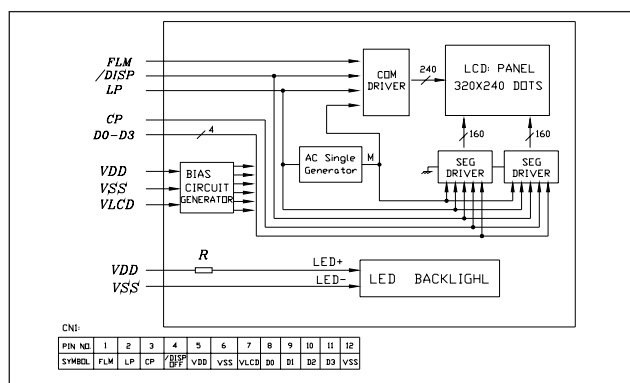 FLM
/DISP
LP
CP
D0-D3
4
VDD
VSS
VLCD
COM
DRIVER
240
LCD: PANEL
320X240 DOTS
160
160
AC Single
Generator
M
SEG
DRIVER
SEG
DRIVER
BIAS
CIRCUIT
GENERATOR
VDD
R
LED+
VSS
LED-
LED BACKLIGHL
CN1:
PIN NO. 1 2 3 4 5 6 7 8 9 10 11 12
SYMBOL FLM LP CP /DISP OFF VDD VSS VLCD D0 D1 D2 D3 VSS